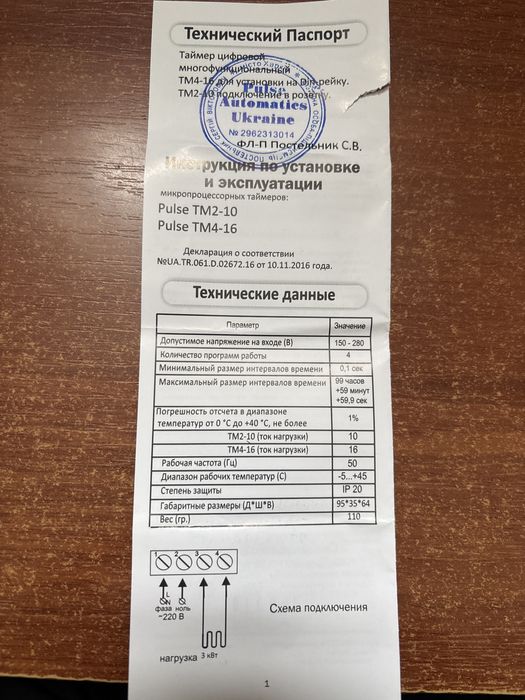 Технический Паспорт
Таймер цифровой
многофункциональный
ТМ4-16 для установки на Din-рейку.
ТМ2-10 подключение в розетку.
Pulse
Automatics
Ukraine
№ 2962313014
ФЛ-П Постельник С.В.
Инструкция по установке
и эксплуатации
микропроцессорных таймеров:
Pulse TM2-10
Pulse TM4-16
Декларация о соответствии
№UA.TR.061.D.02672.16 от 10.11.2016 года.
Технические данные
Параметр Значение
Допустимое напряжение на входе (В) 150 - 280
Количество программ работы 4
Минимальный размер интервалов времени 0,1 сек
Максимальный размер интервалов времени 99 часов
+59 минут
+59,9 сек
Погрешность отсчета в диапазоне
температур от 0 °С до +40 °С, не более 1%
ТМ2-10 (ток нагрузки) 10
ТМ4-16 (ток нагрузки) 16
Рабочая частота (Гц) 50
Диапазон рабочих температур (С) -5...+45
Степень защиты IP 20
Габаритные размеры (Д*Ш*В) 95*35*64
Вес (гр.) 110
1 2 3 4
L
N
фаза ноль
~220 В
Схема подключения
нагрузка 3 кВт
1